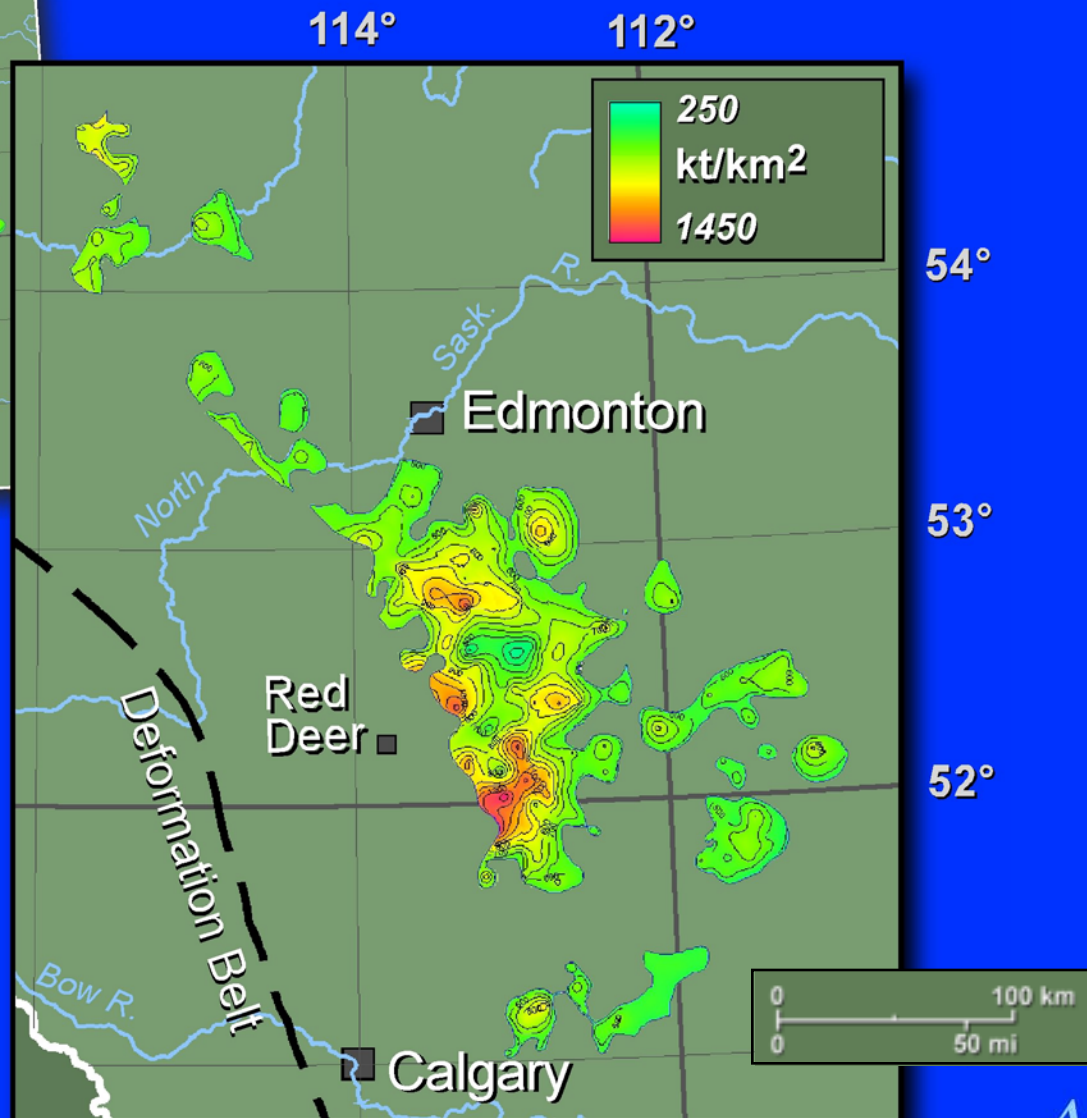 114° 112°
250
kt/km2
1450
54°
R.
Sask.
Edmonton
North
53°
Red
Deer
52°
Deformation Belt
Bow R.
0 100 km
0 50 mi
Calgary